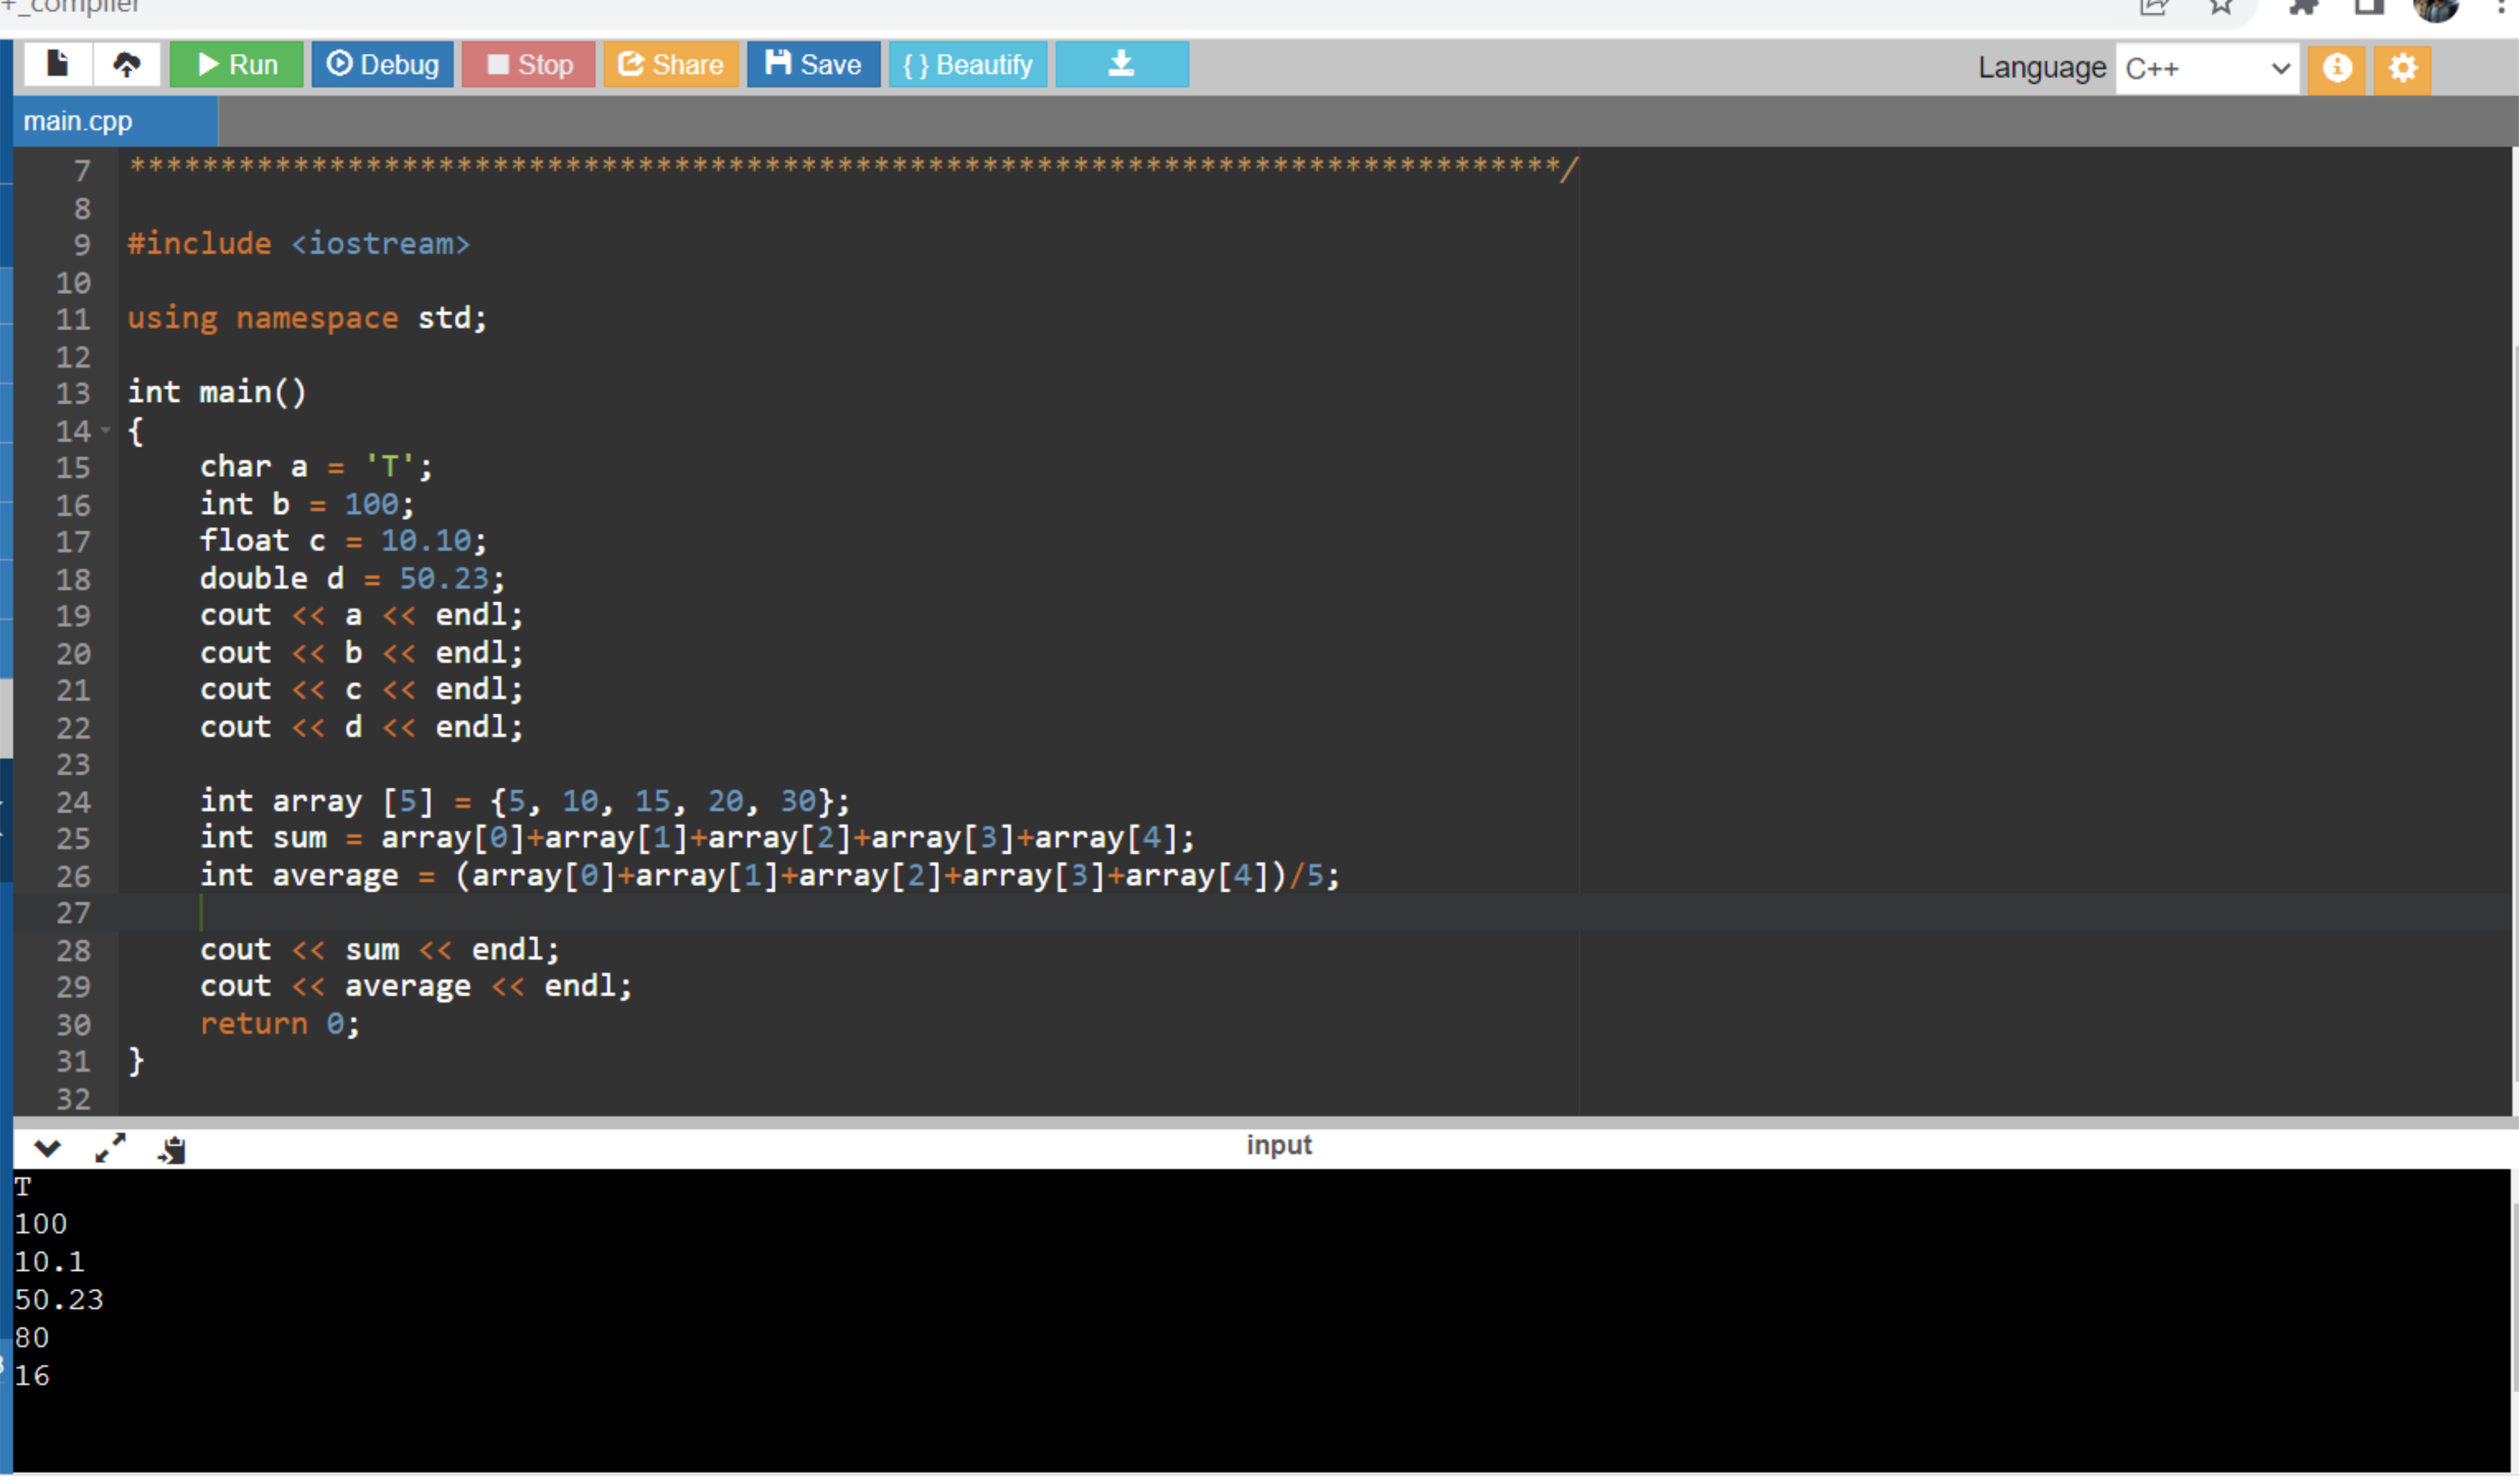 +_compiler
Run Debug Stop Share Save { } Beautify Language C++
main.cpp
7 *******************************************************************************/
8
9 #include <iostream>
10
11 using namespace std;
12
13 int main()
14 {
15 char a = 'T';
16 int b = 100;
17 float c = 10.10;
18 double d = 50.23;
19 cout << a << endl;
20 cout << b << endl;
21 cout << c << endl;
22 cout << d << endl;
23
24 int array [5] = {5, 10, 15, 20, 30};
25 int sum = array[0]+array[1]+array[2]+array[3]+array[4];
26 int average = (array[0]+array[1]+array[2]+array[3]+array[4])/5;
27
28 cout << sum << endl;
29 cout << average << endl;
30 return 0;
31 }
32
input
T
100
10.1
50.23
80
16